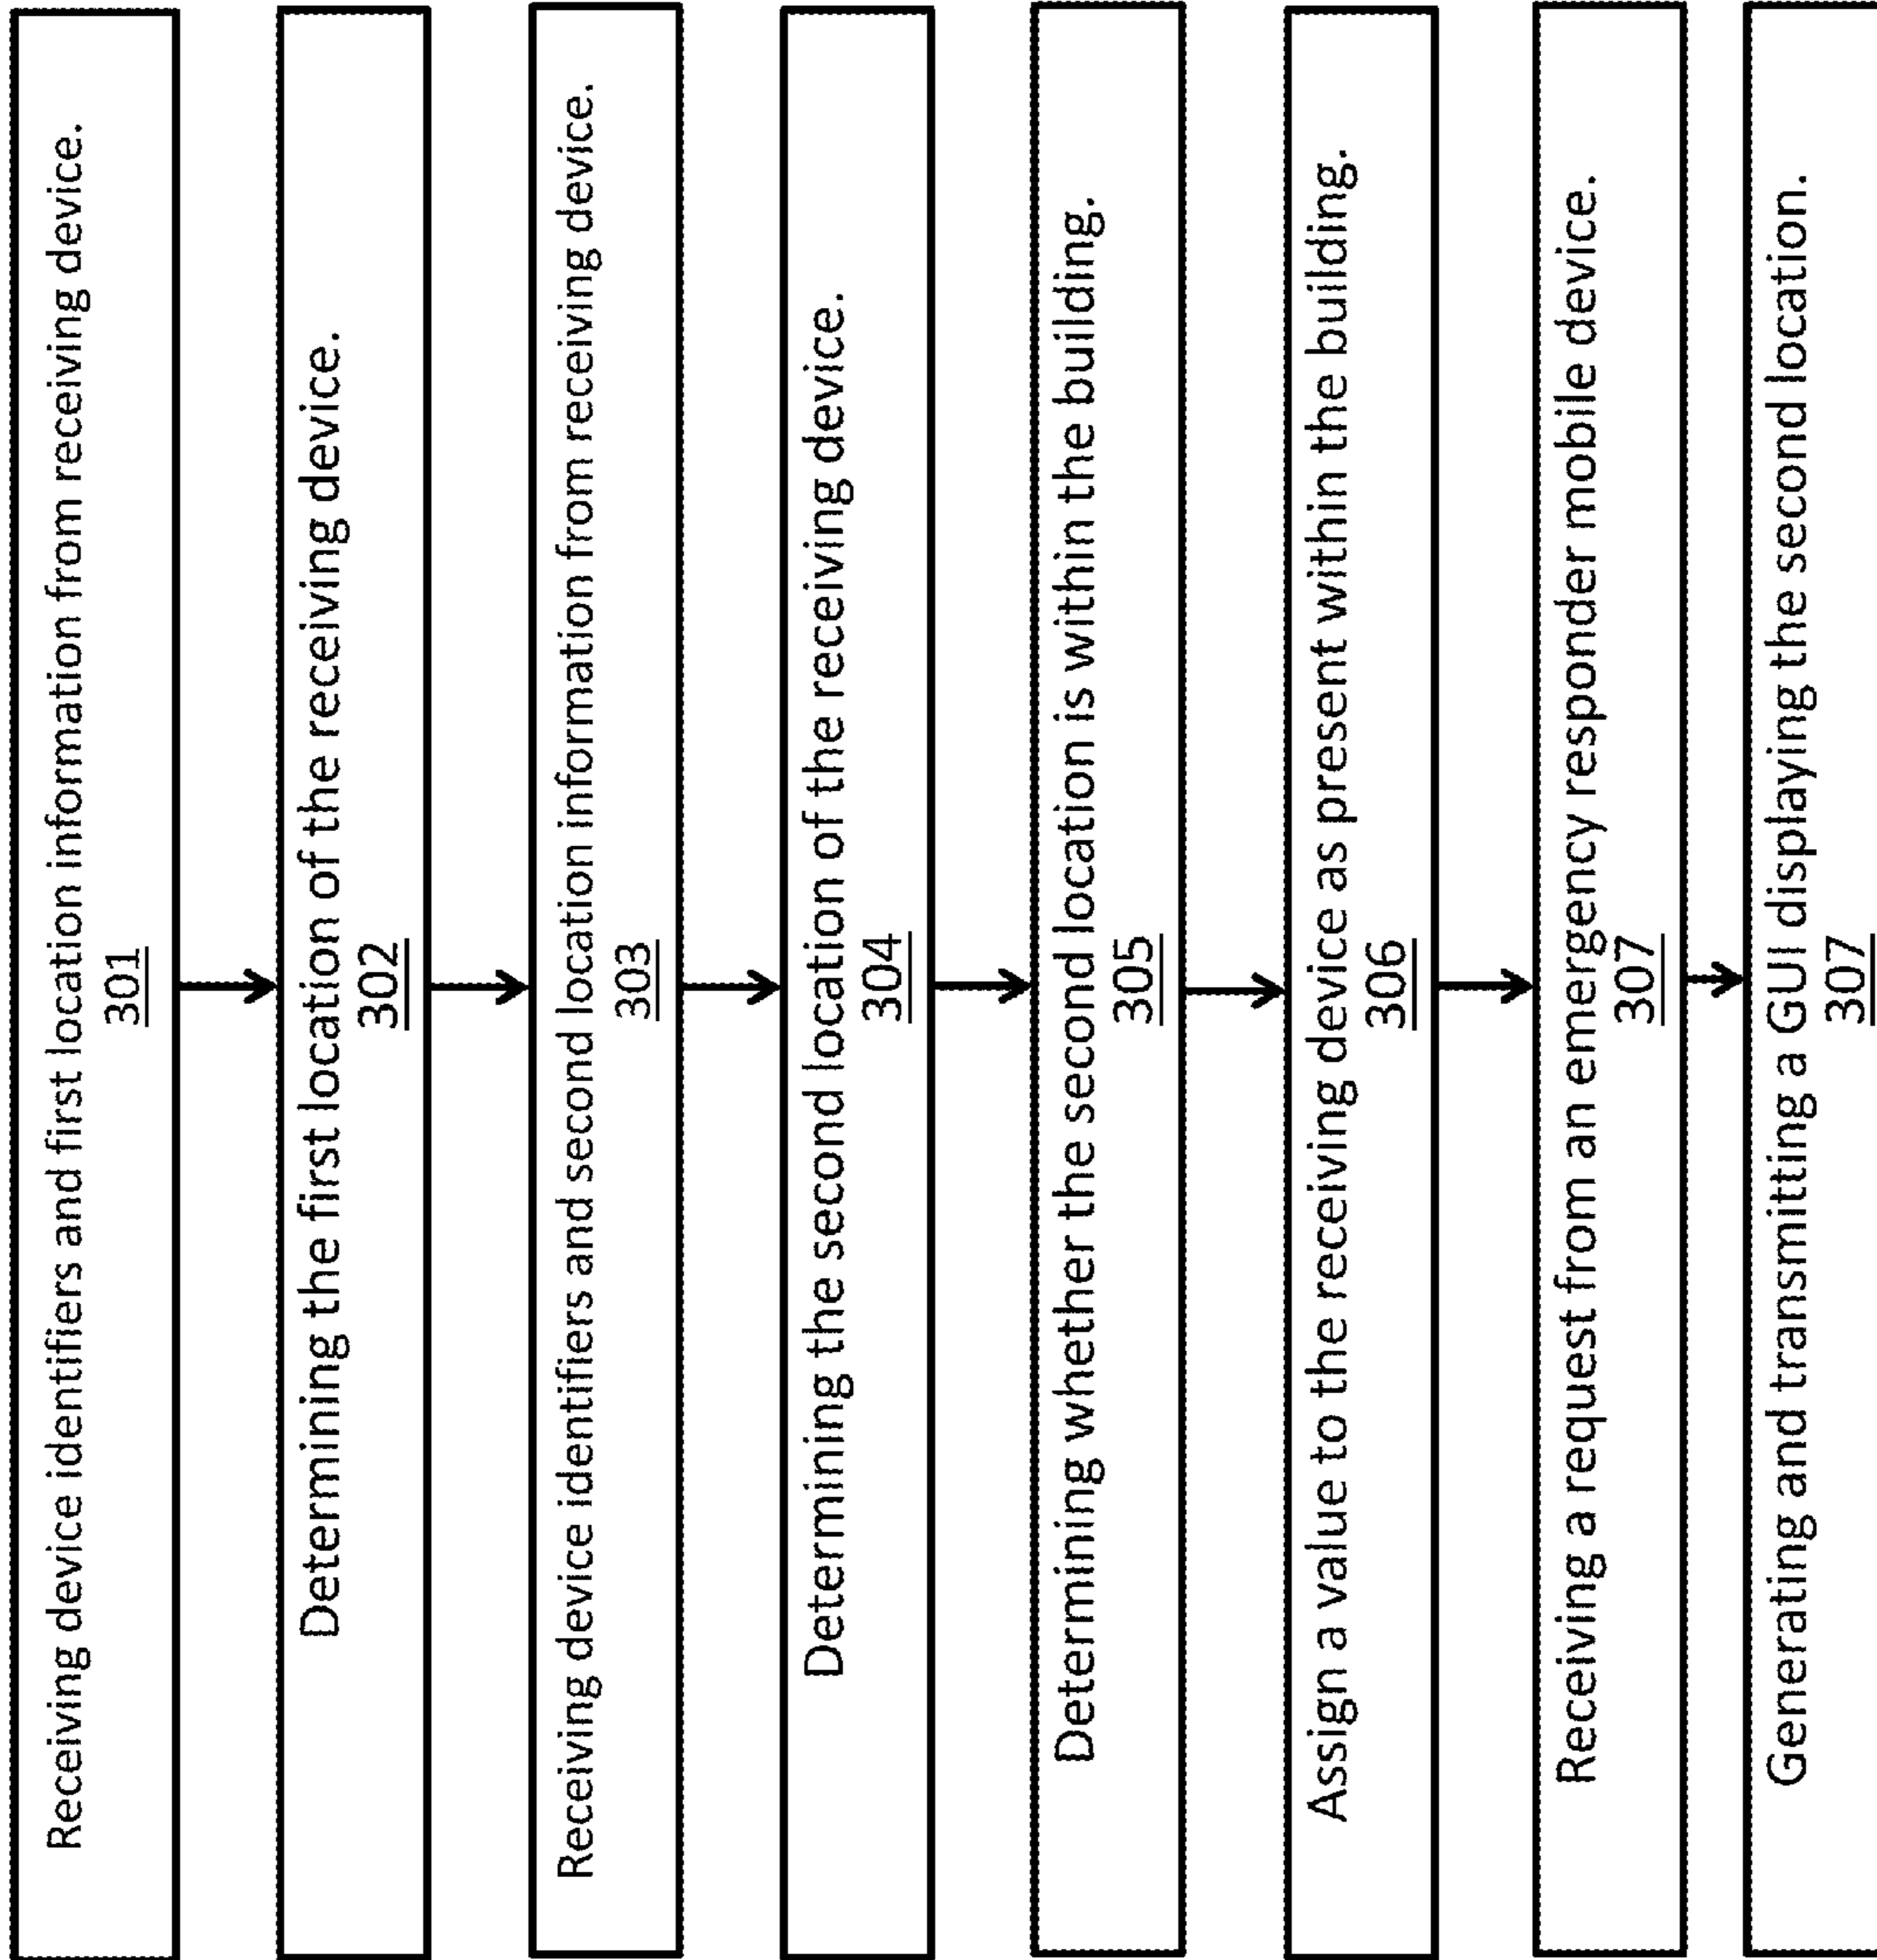 Receiving device identifiers and first location information from receiving device.
301
Determining the first location of the receiving device.
302
Receiving device identifiers and second location information from receiving device.
303
Determining the second location of the receiving device.
304
Determining whether the second location is within the building.
305
Assign a value to the receiving device as present within the building.
306
Receiving a request from an emergency responder mobile device.
307
Generating and transmitting a GUI displaying the second location.
307